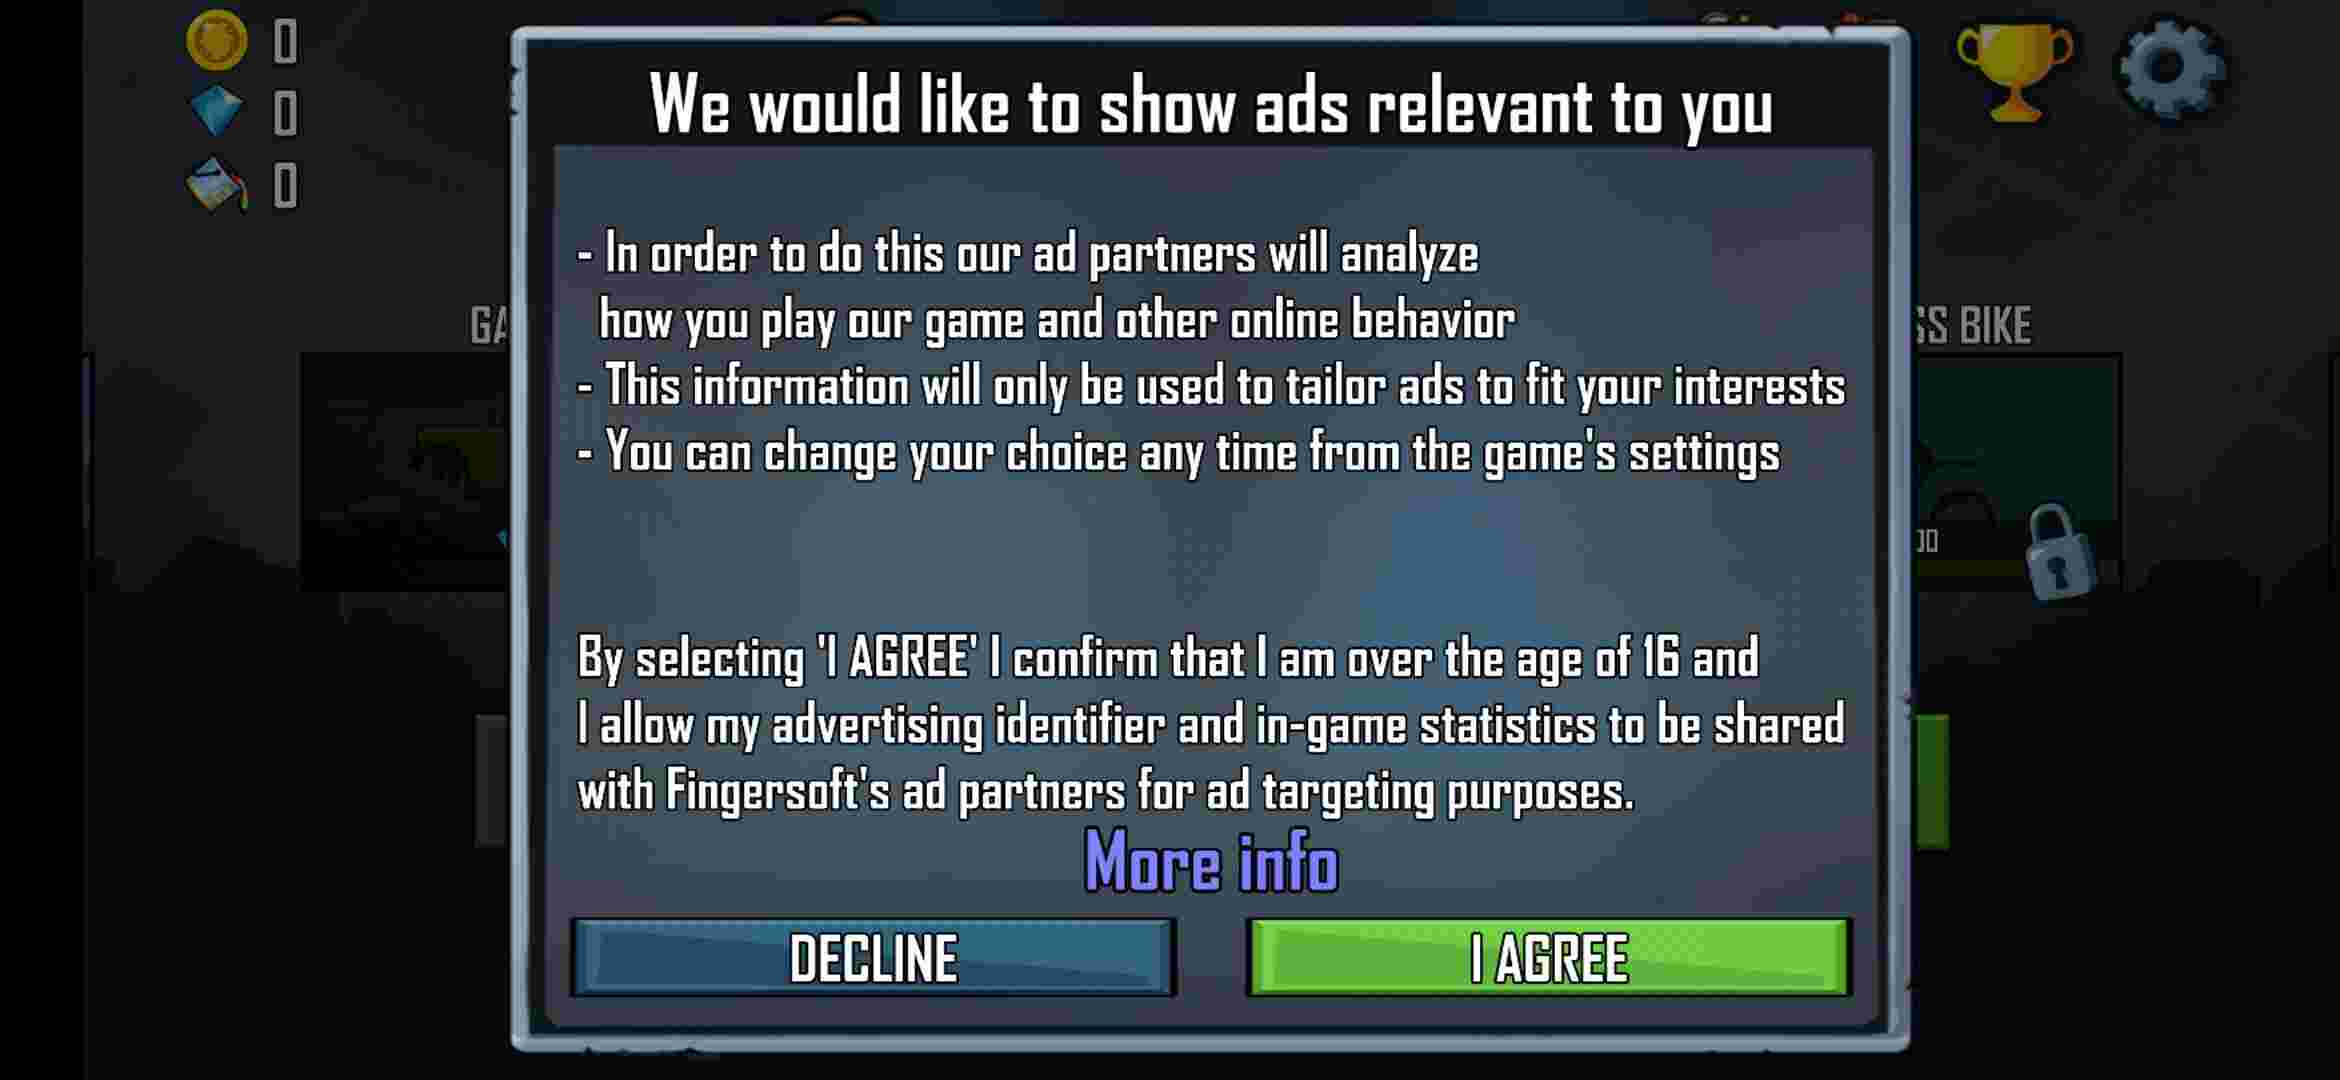 0
0
0
We would like to show ads relevant to you
- In order to do this our ad partners will analyze
how you play our game and other online behavior
- This information will only be used to tailor ads to fit your interests
- You can change your choice any time from the game's settings
BIKE
By selecting 'I AGREE' I confirm that I am over the age of 16 and
I allow my advertising identifier and in-game statistics to be shared
with Fingersoft's ad partners for ad targeting purposes.
More info
DECLINE
I AGREE